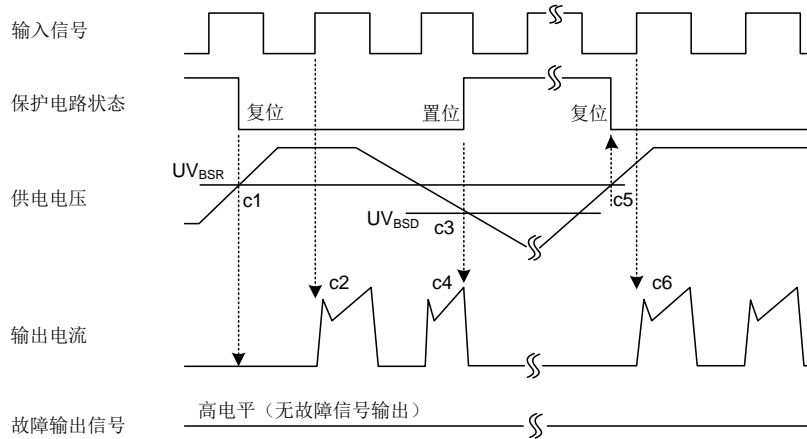 输入信号
保护电路状态
复位
置位
复位
UVBSR
供电电压
c1
c5
UVBSD
c3
c2
c4
c6
输出电流
高电平（无故障信号输出）
故障输出信号